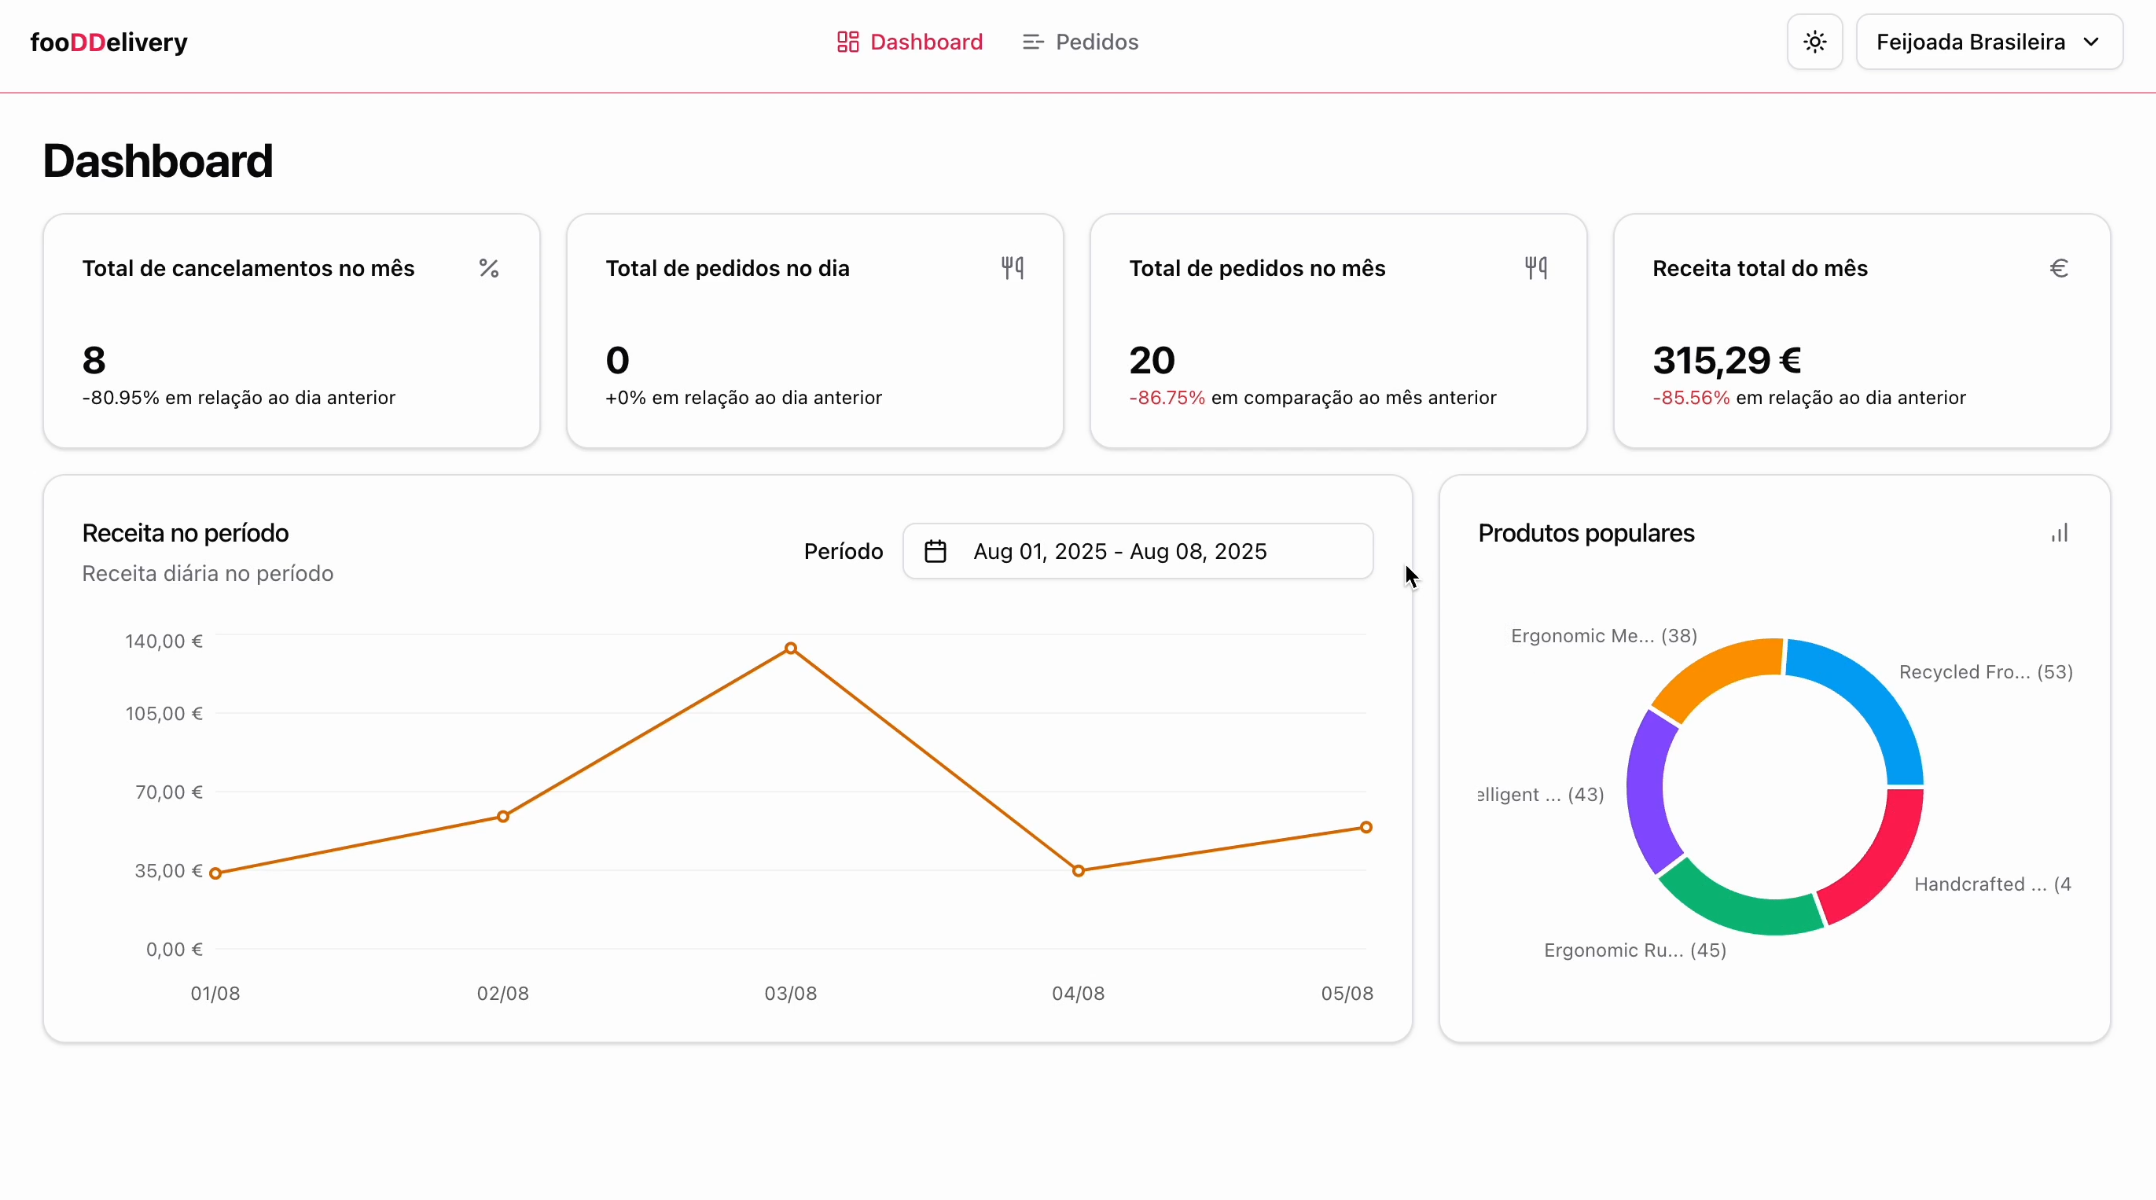 fooDDelivery
Dashboard
Pedidos
Feijoada Brasileira
Dashboard
Total de cancelamentos no mês
8
-80.95% em relação ao dia anterior
Total de pedidos no dia
0
+0% em relação ao dia anterior
Total de pedidos no mês
20
-86.75% em comparação ao mês anterior
Receita total do mês
€
315,29 €
-85.56% em relação ao dia anterior
Receita no período
Receita diária no período
Período
Aug 01, 2025 - Aug 08, 2025
140,00 €
105,00 €
70,00 €
35,00 €
0,00 €
01/08
02/08
03/08
04/08
05/08
Produtos populares
Ergonomic Me... (38)
Recycled Fro... (53)
elligent ... (43)
Handcrafted ... (4
Ergonomic Ru... (45)